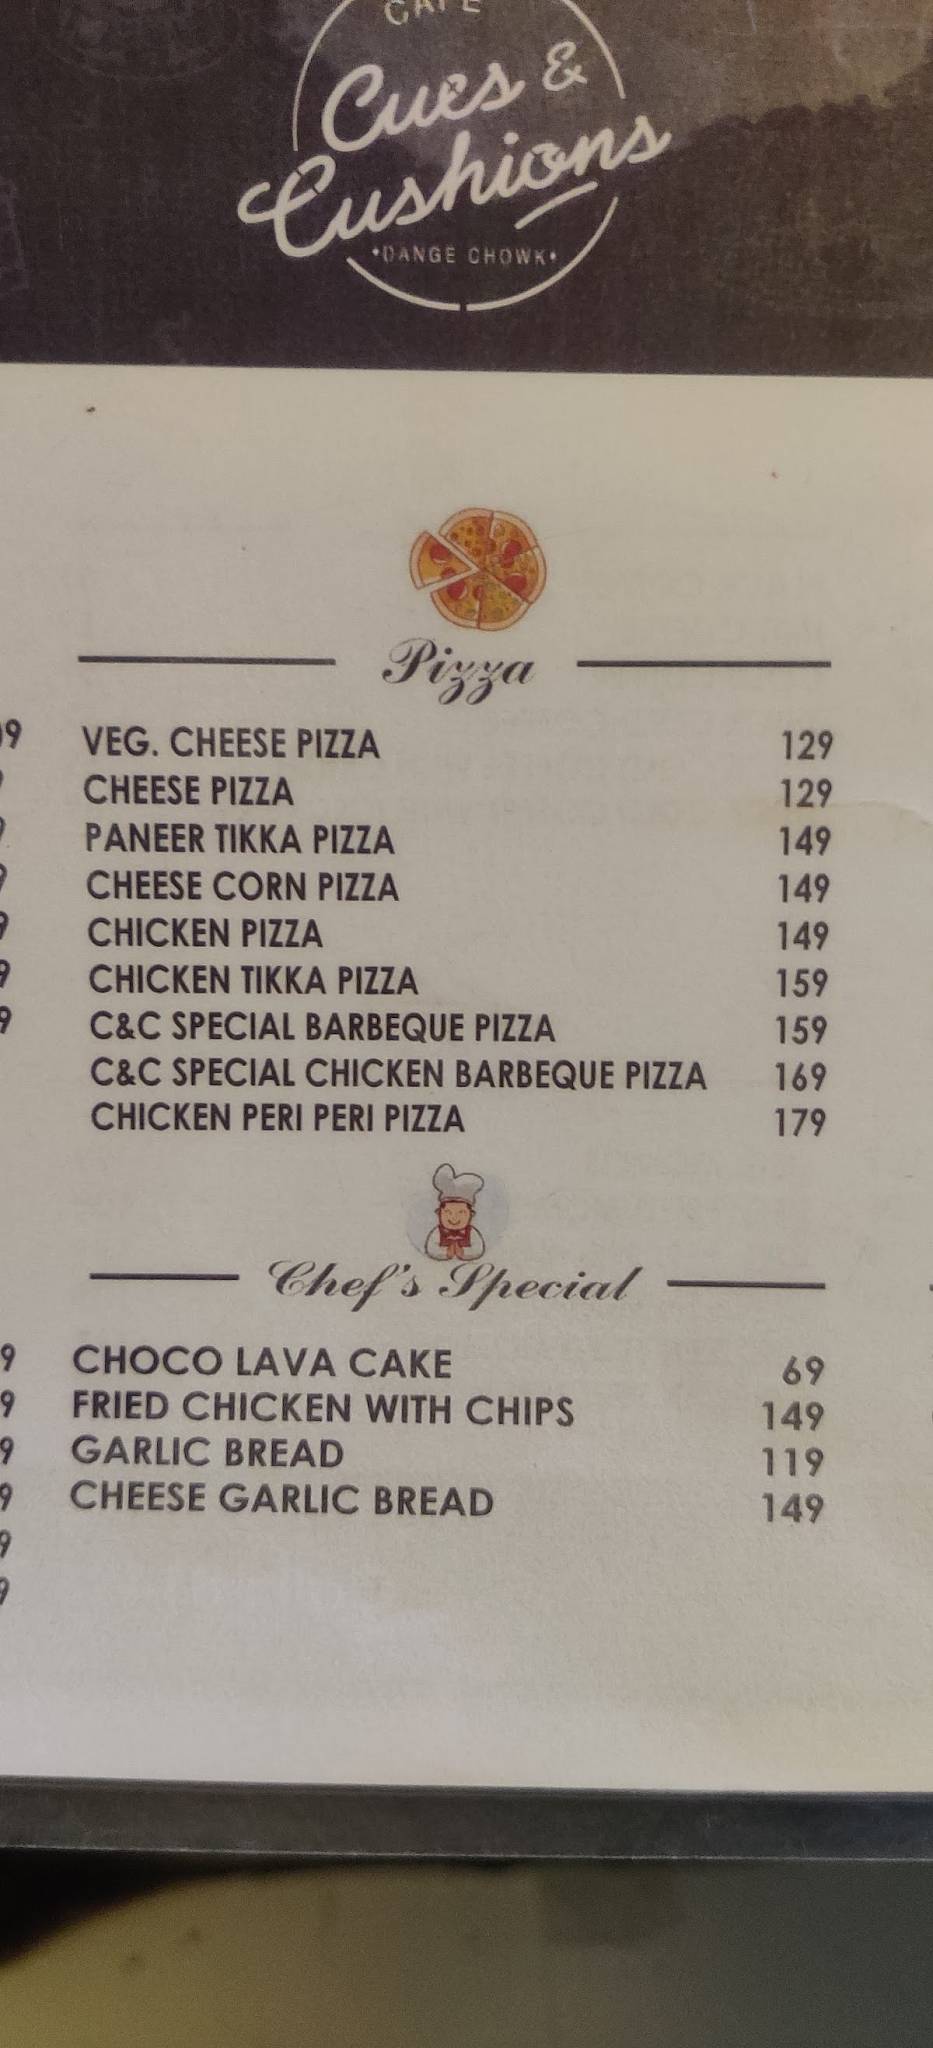 CAFE
Cues &
Cushions
•DANGE CHOWK•
Pizza
VEG. CHEESE PIZZA 129
CHEESE PIZZA 129
PANEER TIKKA PIZZA 149
CHEESE CORN PIZZA 149
CHICKEN PIZZA 149
CHICKEN TIKKA PIZZA 159
C&C SPECIAL BARBEQUE PIZZA 159
C&C SPECIAL CHICKEN BARBEQUE PIZZA 169
CHICKEN PERI PERI PIZZA 179
Chef's Special
CHOCO LAVA CAKE 69
FRIED CHICKEN WITH CHIPS 149
GARLIC BREAD 119
CHEESE GARLIC BREAD 149